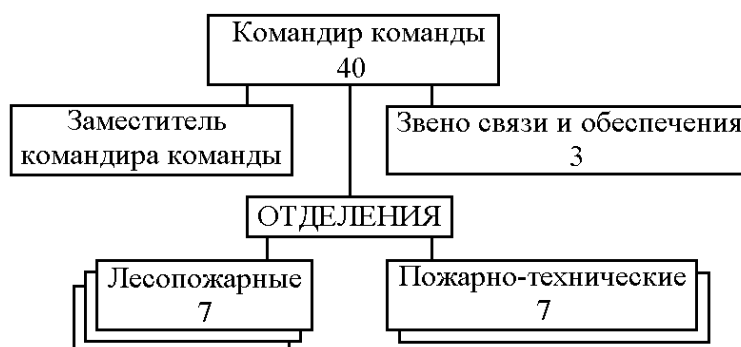 Командир команды
40
Заместитель
командира команды
Звено связи и обеспечения
3
ОТДЕЛЕНИЯ
Лесопожарные
7
Пожарно-технические
7